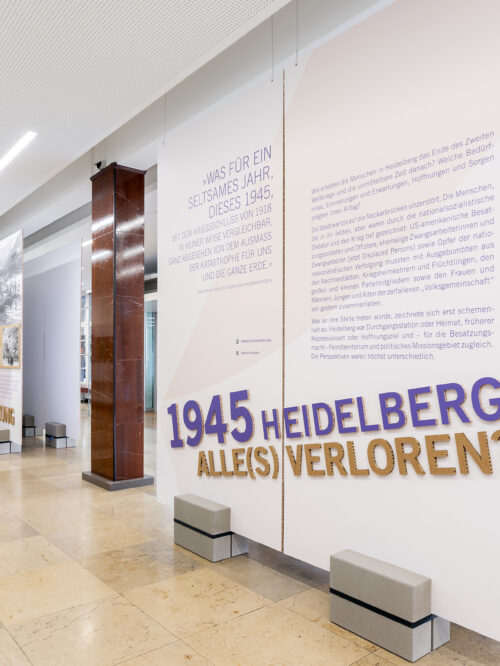 »WAS FÜR EIN
SELTSAMES JAHR,
DIESES 1945,
MIT DEM KRIEGSSCHLUSS VON 1918
IN KEINER WEISE VERGLEICHBAR,
GANZ ABGESEHEN VON DEM AUSMASS
DER KATASTROPHE FÜR UNS
UND DIE GANZE ERDE.«
Wie erlebten die Menschen in Heidelberg das Ende des Zweiten
Weltkriegs und die unmittelbare Zeit danach? Welche Bedürf-
nisse, Erinnerungen und Erwartungen, Hoffnungen und Sorgen
prägten ihren Alltag?
Die Stadt war bis auf die Neckarbrücken unzerstört. Die Menschen,
die in ihr lebten, aber waren durch die nationalsozialistische
Diktatur und den Krieg tief gezeichnet: US-amerikanische Besat-
zungssoldaten und Offiziere, ehemalige Zwangsarbeiterinnen und
Zwangsarbeiter (jetzt Displaced Persons) sowie Opfer der natio-
nalsozialistischen Verfolgung mussten mit Ausgebombten aus
den Nachbarstädten, Kriegsheimkehrern und Flüchtlingen, den
großen und kleinen Parteimitgliedern sowie den Frauen und
Männern, Jungen und Alten der zerfallenen „Volksgemeinschaft“
von gestern zusammenleben.
Was an ihre Stelle treten würde, zeichnete sich erst schemen-
haft ab. Heidelberg war Durchgangsstation oder Heimat, früherer
Repressionsort oder Hoffnungsziel und – für die Besatzungs-
macht - Feindterritorium und politisches Missionsgebiet zugleich.
Die Perspektiven waren höchst unterschiedlich.
1945 HEIDELBERG
ALLE(S) VERLOREN?